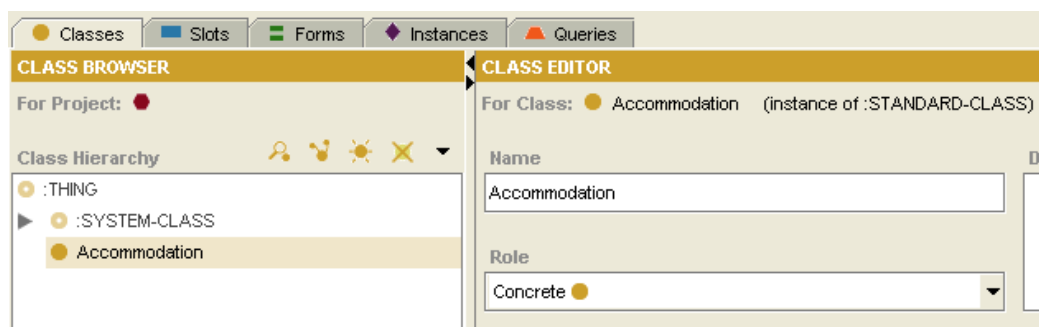 Classes Slots Forms Instances Queries
CLASS BROWSER
For Project:
Class Hierarchy
:THING
:SYSTEM-CLASS
Accommodation
CLASS EDITOR
For Class: Accommodation (instance of :STANDARD-CLASS)
Name
Accommodation
Role
Concrete